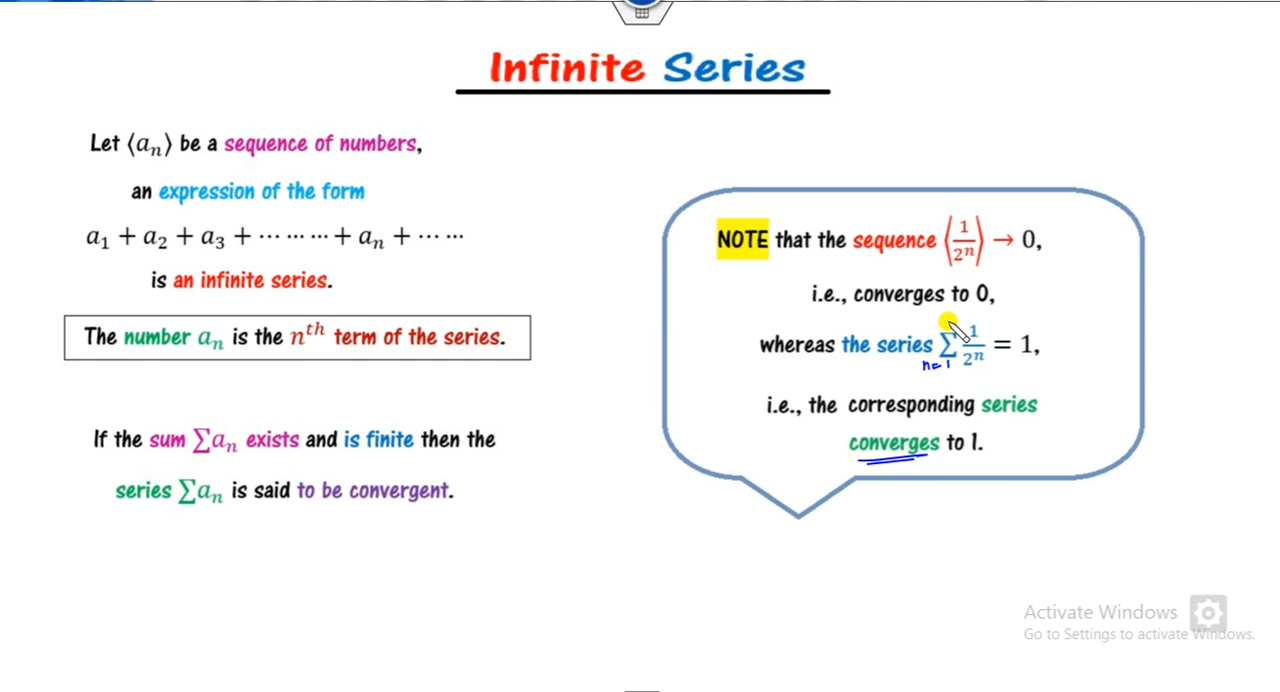 Infinite Series
Let ⟨aₙ⟩ be a sequence of numbers,
an expression of the form
a₁ + a₂ + a₃ + ⋯ ⋯ ⋯ + aₙ + ⋯ ⋯
is an infinite series.
The number aₙ is the nᵗʰ term of the series.
If the sum ∑aₙ exists and is finite then the
series ∑aₙ is said to be convergent.
NOTE that the sequence ⟨1/2ⁿ⟩ → 0,
i.e., converges to 0,
whereas the series ∑ 1/2ⁿ = 1,
n=1
i.e., the corresponding series
converges to 1.
Activate Windows
Go to Settings to activate Windows.